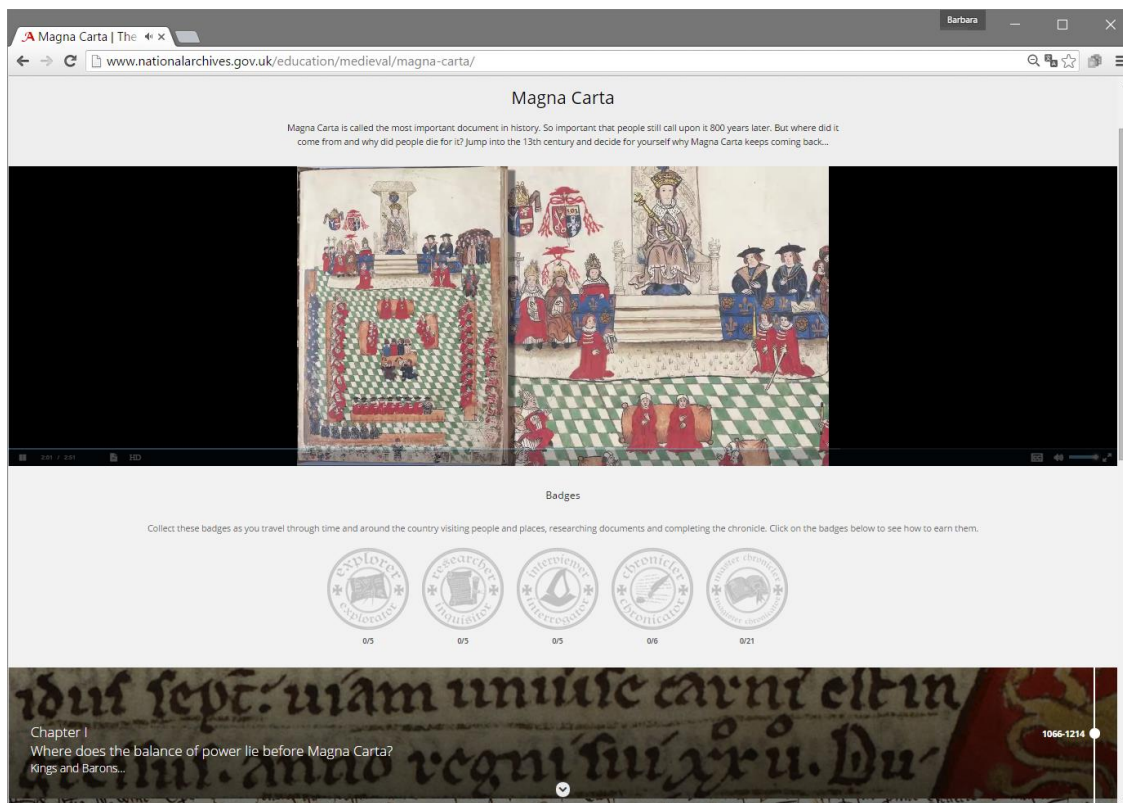 Barbara
Magna Carta | The
www.nationalarchives.gov.uk/education/medieval/magna-carta/
Magna Carta
Magna Carta is called the most important document in history. So important that people still call upon it 800 years later. But where did it
come from and why did people die for it? Jump into the 13th century and decide for yourself why Magna Carta keeps coming back...
2:51 / 2:51 HD
Badges
Collect these badges as you travel through time and around the country visiting people and places, researching documents and completing the chronicle. Click on the badges below to see how to earn them.
explorer explorator
researcher inquisitor
interviewer interrogator
chronicler chronicator
master chronicler magister chronicator
0/5 0/5 0/5 0/6 0/21
Chapter I
Where does the balance of power lie before Magna Carta?
Kings and Barons...
1066-1214